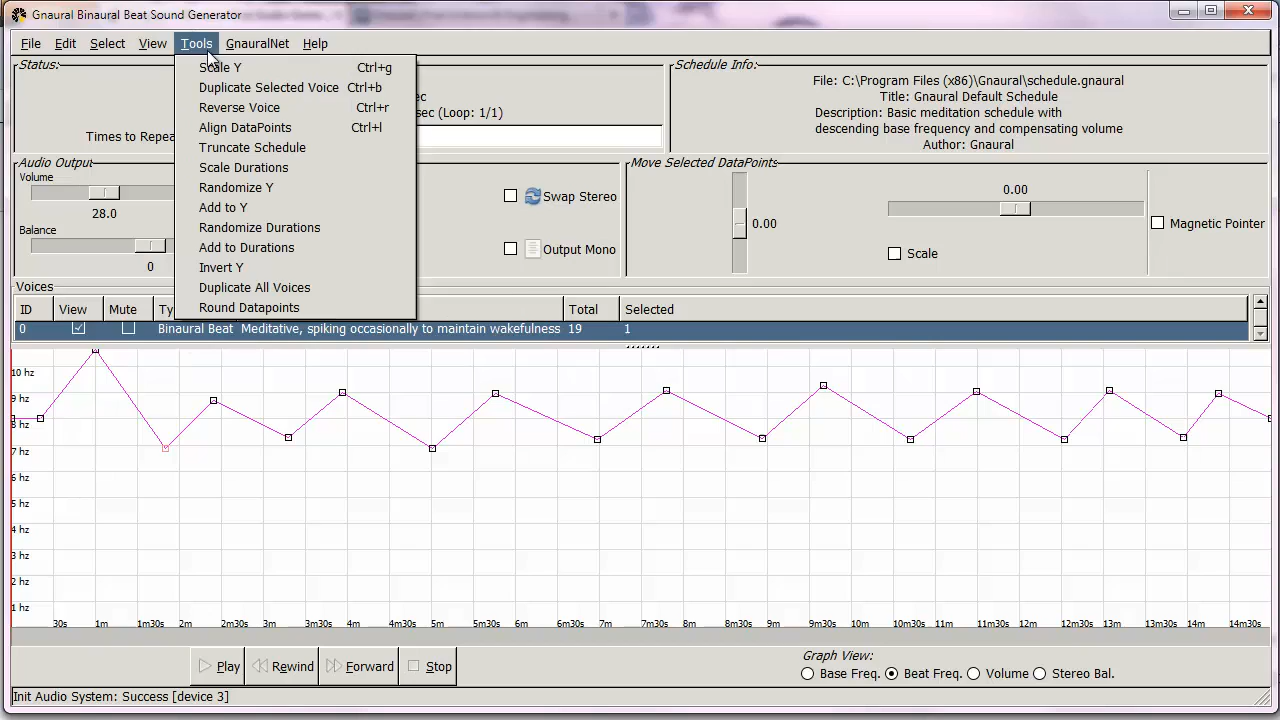 Gnaural Binaural Beat Sound Generator
File Edit Select View Tools GnauralNet Help
Status:
Times to Repea
ec
sec (Loop: 1/1)
Scale Y Ctrl+g
Duplicate Selected Voice Ctrl+b
Reverse Voice Ctrl+r
Align DataPoints Ctrl+l
Truncate Schedule
Scale Durations
Randomize Y
Add to Y
Randomize Durations
Add to Durations
Invert Y
Duplicate All Voices
Round Datapoints
Schedule Info:
File: C:\Program Files (x86)\Gnaural\schedule.gnaural
Title: Gnaural Default Schedule
Description: Basic meditation schedule with
descending base frequency and compensating volume
Author: Gnaural
Audio Output
Volume
28.0
Balance
0
Swap Stereo
Output Mono
Move Selected DataPoints
0.00
0.00
Scale
Magnetic Pointer
Voices
ID View Mute Ty Total Selected
0 Binaural Beat Meditative, spiking occasionally to maintain wakefulness 19 1
10 hz
9 hz
8 hz
7 hz
6 hz
5 hz
4 hz
3 hz
2 hz
1 hz
30s 1m 1m30s 2m 2m30s 3m 3m30s 4m 4m30s 5m 5m30s 6m 6m30s 7m 7m30s 8m 8m30s 9m 9m30s 10m 10m30s 11m 11m30s 12m 12m30s 13m 13m30s 14m 14m30s
Play Rewind Forward Stop
Graph View:
Base Freq. Beat Freq. Volume Stereo Bal.
Init Audio System: Success [device 3]